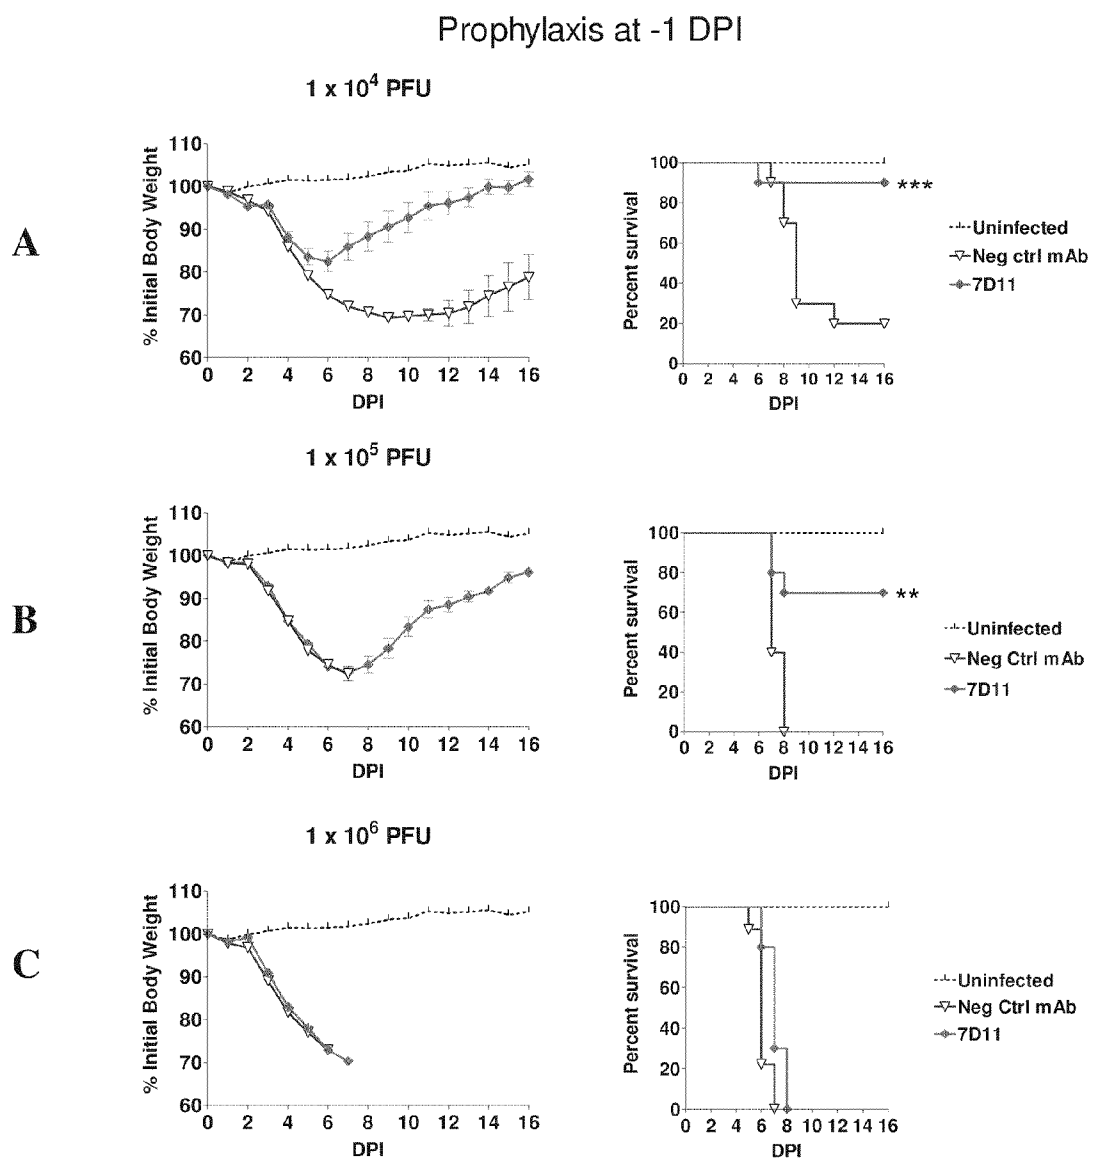 Prophylaxis at -1 DPI
1 x 10^4 PFU
A
% Initial Body Weight
110
100
90
80
70
60
0 2 4 6 8 10 12 14 16
DPI
Percent survival
100
80
60
40
20
0
0 2 4 6 8 10 12 14 16
DPI
***
Uninfected
Neg ctrl mAb
7D11
1 x 10^5 PFU
B
% Initial Body Weight
110
100
90
80
70
60
0 2 4 6 8 10 12 14 16
DPI
Percent survival
100
80
60
40
20
0
0 2 4 6 8 10 12 14 16
DPI
**
Uninfected
Neg Ctrl mAb
7D11
1 x 10^6 PFU
C
% Initial Body Weight
110
100
90
80
70
60
0 2 4 6 8 10 12 14 16
DPI
Percent survival
100
80
60
40
20
0
0 2 4 6 8 10 12 14 16
DPI
Uninfected
Neg Ctrl mAb
7D11